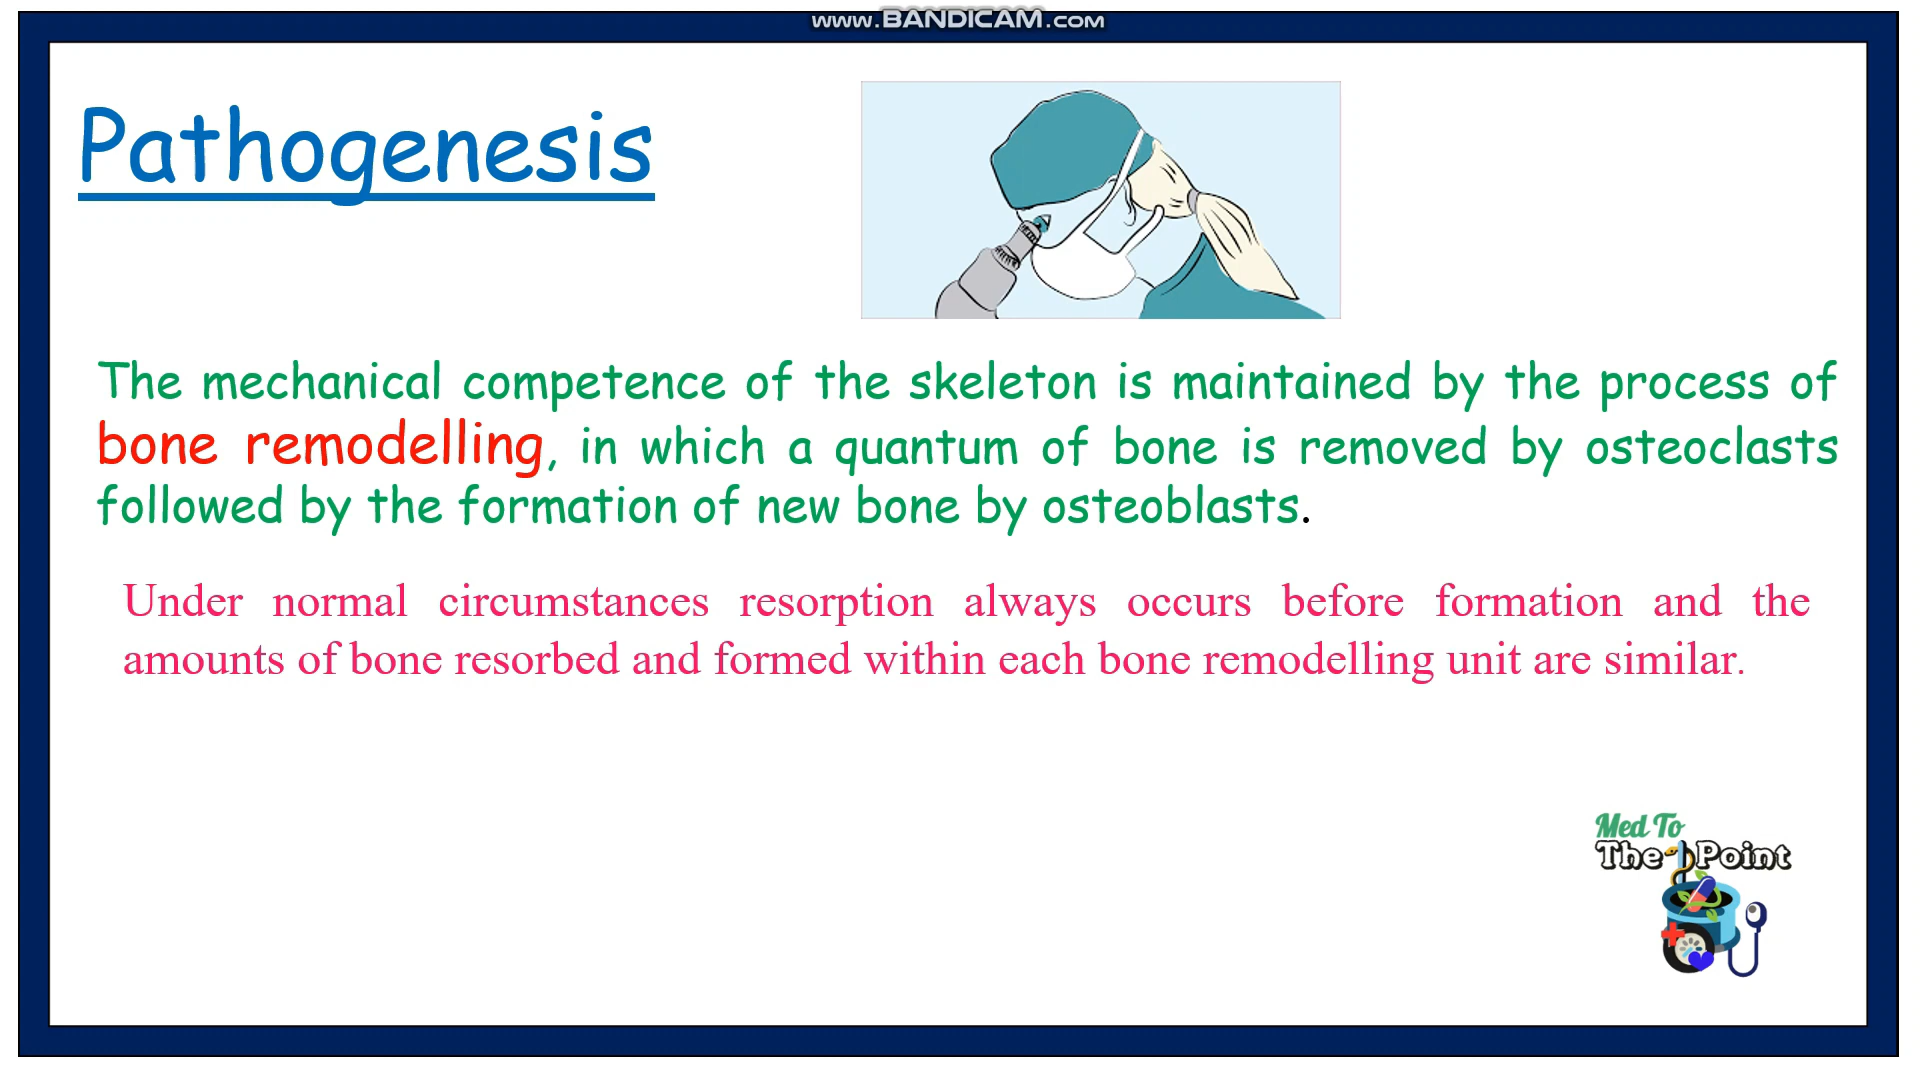 www.BANDICAM.com
Pathogenesis
The mechanical competence of the skeleton is maintained by the process of
bone remodelling, in which a quantum of bone is removed by osteoclasts
followed by the formation of new bone by osteoblasts.
Under normal circumstances resorption always occurs before formation and the
amounts of bone resorbed and formed within each bone remodelling unit are similar.
Med To
The Point